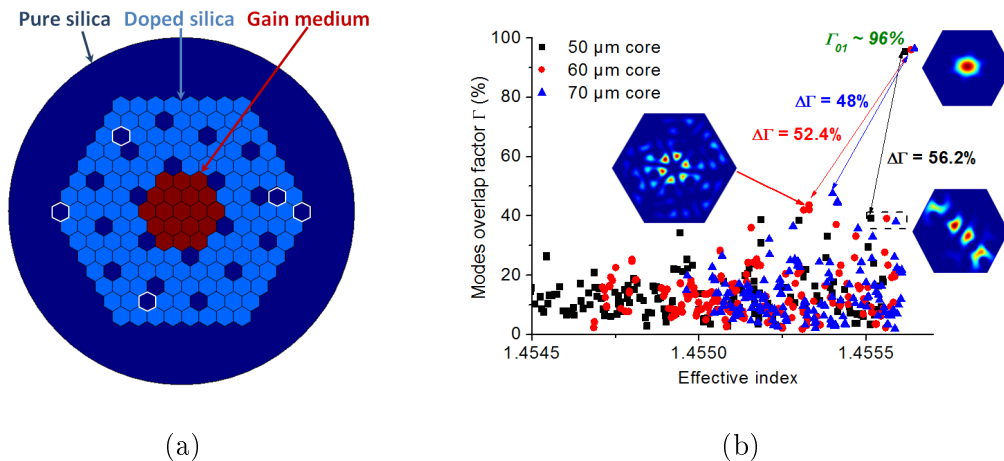 Pure silica Doped silica Gain medium
(a)
Modes overlap factor Γ (%)
100
80
60
40
20
0
50 µm core
60 µm core
70 µm core
Γ01 ~ 96%
ΔΓ = 48%
ΔΓ = 52.4%
ΔΓ = 56.2%
1.4545 1.4550 1.4555
Effective index
(b)